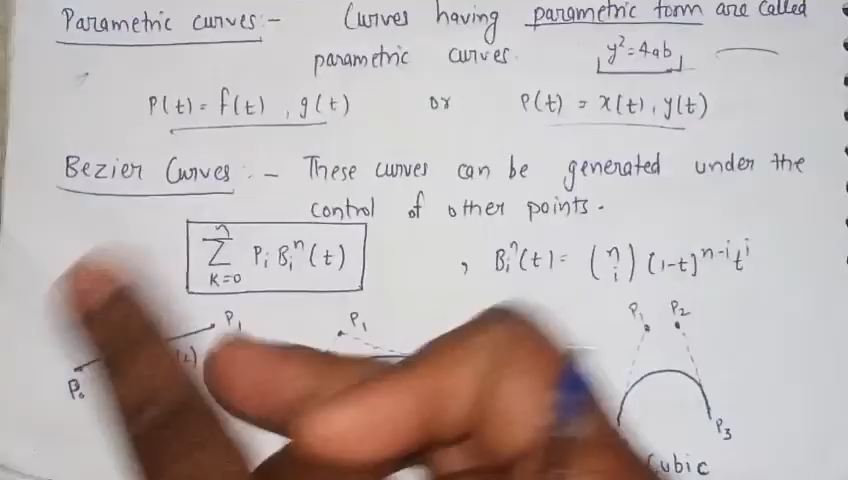 Parametric curves:- Curves having parametric form are called
parametric curves. y²=4ab
P(t)= f(t), g(t) or P(t) = x(t), y(t)
Bezier Curves:- These curves can be generated under the
control of other points.
n
∑ Pi Bi^n (t) , Bi^n (t)= (n i) (1-t]^n-i t^i
K=0
P1 P1 P1 P2
P0
P3
Cubic